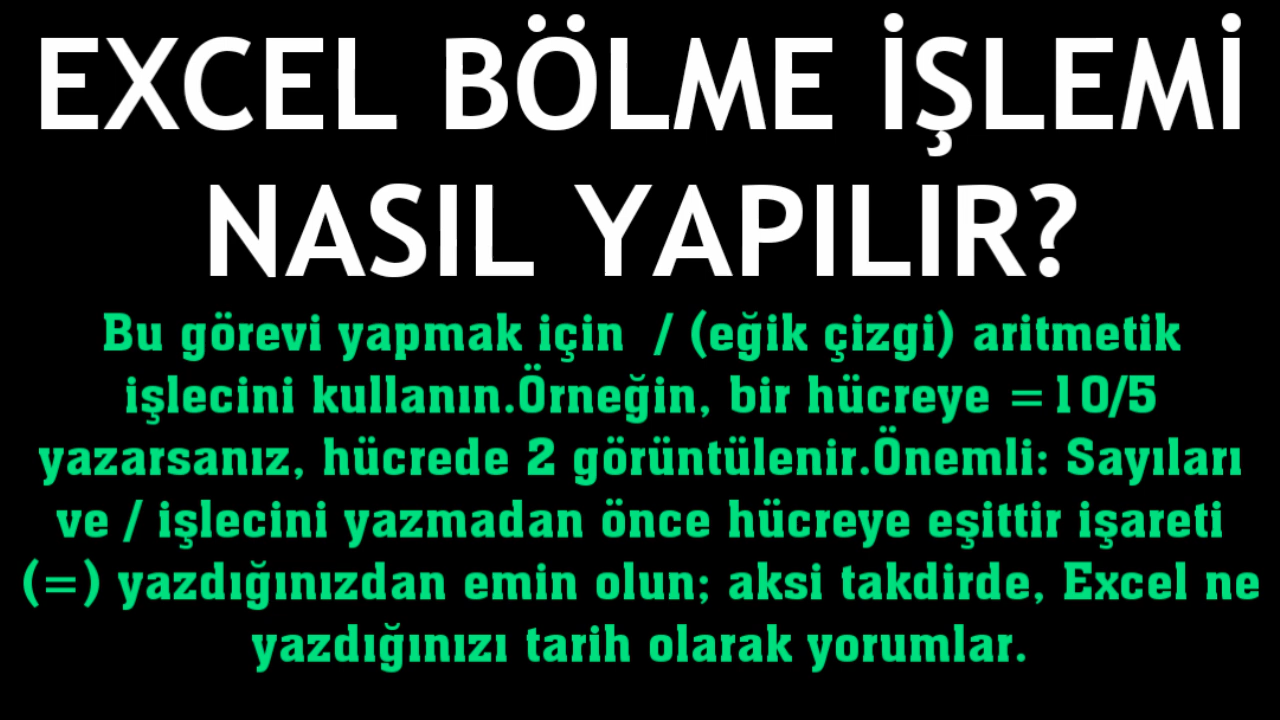 EXCEL BÖLME İŞLEMİ
NASIL YAPILIR?
Bu görevi yapmak için / (eğik çizgi) aritmetik
işlecini kullanın.Örneğin, bir hücreye =10/5
yazarsanız, hücrede 2 görüntülenir.Önemli: Sayıları
ve / işlecini yazmadan önce hücreye eşittir işareti
(=) yazdığınızdan emin olun; aksi takdirde, Excel ne
yazdığınızı tarih olarak yorumlar.